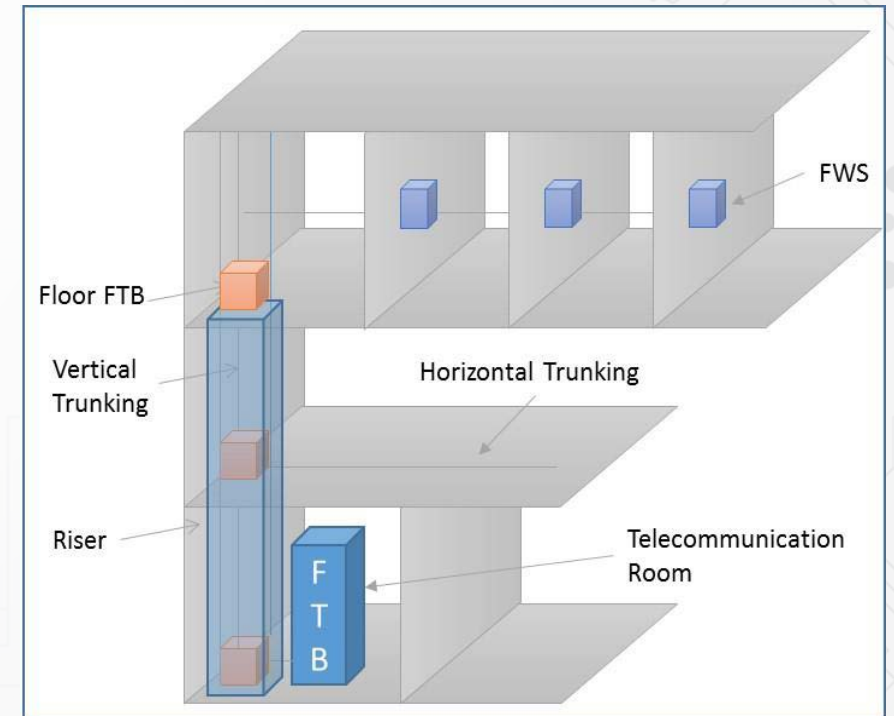 FWS
Floor FTB
Vertical
Trunking
Horizontal Trunking
Riser
Telecommunication
Room
F
T
B